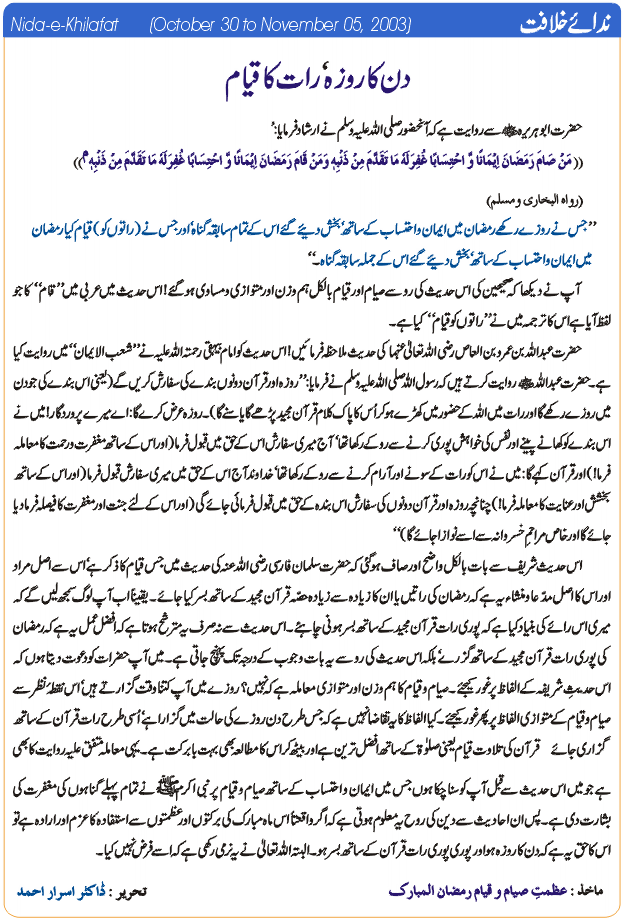 Nida-e-Khilafat (October 30 to November 05, 2003) ندائے خلافت
دن کا روزہ‘ رات کا قیام
حضرت ابوہریرہؓ سے روایت ہے کہ آنحضور صلی اللہ علیہ وسلم نے ارشاد فرمایا:
((مَنْ صَامَ رَمَضَانَ اِیْمَانًا وَّ احْتِسَابًا غُفِرَلَہٗ مَا تَقَدَّمَ مِنْ ذَنْبِہٖ وَمَنْ قَامَ رَمَضَانَ اِیْمَانًا وَّ احْتِسَابًا غُفِرَلَہٗ مَا تَقَدَّمَ مِنْ ذَنْبِہٖ))
(رواہ البخاری و مسلم)
”جس نے روزے رکھے رمضان میں ایمان و احتساب کے ساتھ‘ بخش دیئے گئے اس کے تمام سابقہ گناہ‘ اور جس نے (راتوں کو) قیام کیا رمضان
میں ایمان و احتساب کے ساتھ‘ بخش دیئے گئے اس کے جملہ سابقہ گناہ۔“
آپ نے دیکھا کہ صحیحین کی اس حدیث کی رو سے صیام اور قیام بالکل ہم وزن اور متوازی و مساوی ہو گئے! اس حدیث میں عربی میں ”قام“ کا جو
لفظ آیا ہے اس کا ترجمہ میں نے ”راتوں کو قیام“ کیا ہے۔
حضرت عبداللہ بن عمرو بن العاص رضی اللہ تعالیٰ عنہما کی حدیث ملاحظہ فرمائیں! اس حدیث کو امام بیہقی رحمتہ اللہ علیہ نے ”شعب الایمان“ میں روایت کیا
ہے۔ حضرت عبداللہؓ روایت کرتے ہیں کہ رسول اللہ صلی اللہ علیہ وسلم نے فرمایا: ”روزہ اور قرآن دونوں بندے کی سفارش کریں گے (یعنی اس بندے کی جو دن
میں روزے رکھے گا اور رات میں اللہ کے حضور میں کھڑے ہو کر اُس کا پاک کلام قرآن مجید پڑھے گا یا سنے گا)۔ روزہ عرض کرے گا: اے میرے پروردگار! میں نے
اس بندے کو کھانے پینے اور نفس کی خواہش پوری کرنے سے روکے رکھا تھا‘ آج میری سفارش اس کے حق میں قبول فرما (اور اس کے ساتھ مغفرت و رحمت کا معاملہ
فرما!) اور قرآن کہے گا: میں نے اس کو رات کے سونے اور آرام کرنے سے روکے رکھا تھا‘ خداوند آج اس کے حق میں میری سفارش قبول فرما (اور اس کے ساتھ
بخشش اور عنایت کا معاملہ فرما!) چنانچہ روزہ اور قرآن دونوں کی سفارش اس بندہ کے حق میں قبول فرمائی جائے گی (اور اس کے لئے جنت اور مغفرت کا فیصلہ فرما دیا
جائے گا اور خاص مراحم خسروانہ سے اسے نوازا جائے گا)“
اس حدیث شریف سے بات بالکل واضح اور صاف ہو گئی کہ حضرت سلمان فارسی رضی اللہ عنہ کی حدیث میں جس قیام کا ذکر ہے‘ اس سے اصل مراد
اور اس کا اصل مدّعا و منشاء یہ ہے کہ رمضان کی راتیں یا ان کا زیادہ سے زیادہ حصّہ قرآن مجید کے ساتھ بسر کیا جائے۔ یقیناً اب آپ لوگ سمجھ لیں گے کہ
میری اس رائے کی بنیاد کیا ہے کہ پوری رات قرآن مجید کے ساتھ بسر ہونی چاہئے۔ اس حدیث سے نہ صرف یہ مترشح ہوتا ہے کہ افضل عمل یہ ہے کہ رمضان
کی پوری رات قرآن مجید کے ساتھ گزرے‘ بلکہ اس حدیث کی رو سے یہ بات وجوب کے درجہ تک پہنچ جاتی ہے۔ میں آپ حضرات کو دعوت دیتا ہوں کہ
اس حدیث شریفہ کے الفاظ پر غور کیجئے۔ صیام و قیام کا ہم وزن اور متوازی معاملہ ہے کہ نہیں؟ روزے میں آپ کتنا وقت گزارتے ہیں‘ اس نقطۂ نظر سے
صیام و قیام کے متوازی الفاظ پر پھر غور کیجئے۔ کیا الفاظ کا یہ تقاضا نہیں ہے کہ جس طرح دن روزے کی حالت میں گزارا ہے‘ اُسی طرح رات قرآن کے ساتھ
گزاری جائے قرآن کی تلاوت قیام یعنی صلوٰۃ کے ساتھ افضل ترین ہے اور بیٹھ کر اس کا مطالعہ بھی بہت بابرکت ہے۔ یہی معاملہ متفق علیہ روایت کا بھی
ہے جو میں اس حدیث سے قبل آپ کو سنا چکا ہوں جس میں ایمان و احتساب کے ساتھ صیام و قیام پر نبی اکرم ﷺ نے تمام پہلے گناہوں کی مغفرت کی
بشارت دی ہے۔ پس ان احادیث سے دین کی روح یہ معلوم ہوتی ہے کہ اگر واقعتاً اس ماہ مبارک کی برکتوں اور عظمتوں سے استفادہ کا عزم اور ارادہ ہے تو
اس کا حق یہ ہے کہ دن کا روزہ ہو اور پوری پوری رات قرآن کے ساتھ بسر ہو۔ البتہ اللہ تعالیٰ نے یہ نرمی رکھی ہے کہ اسے فرض نہیں کیا۔
ماخذ : عظمتِ صیام و قیام رمضان المبارک تحریر : ڈاکٹر اسرار احمد